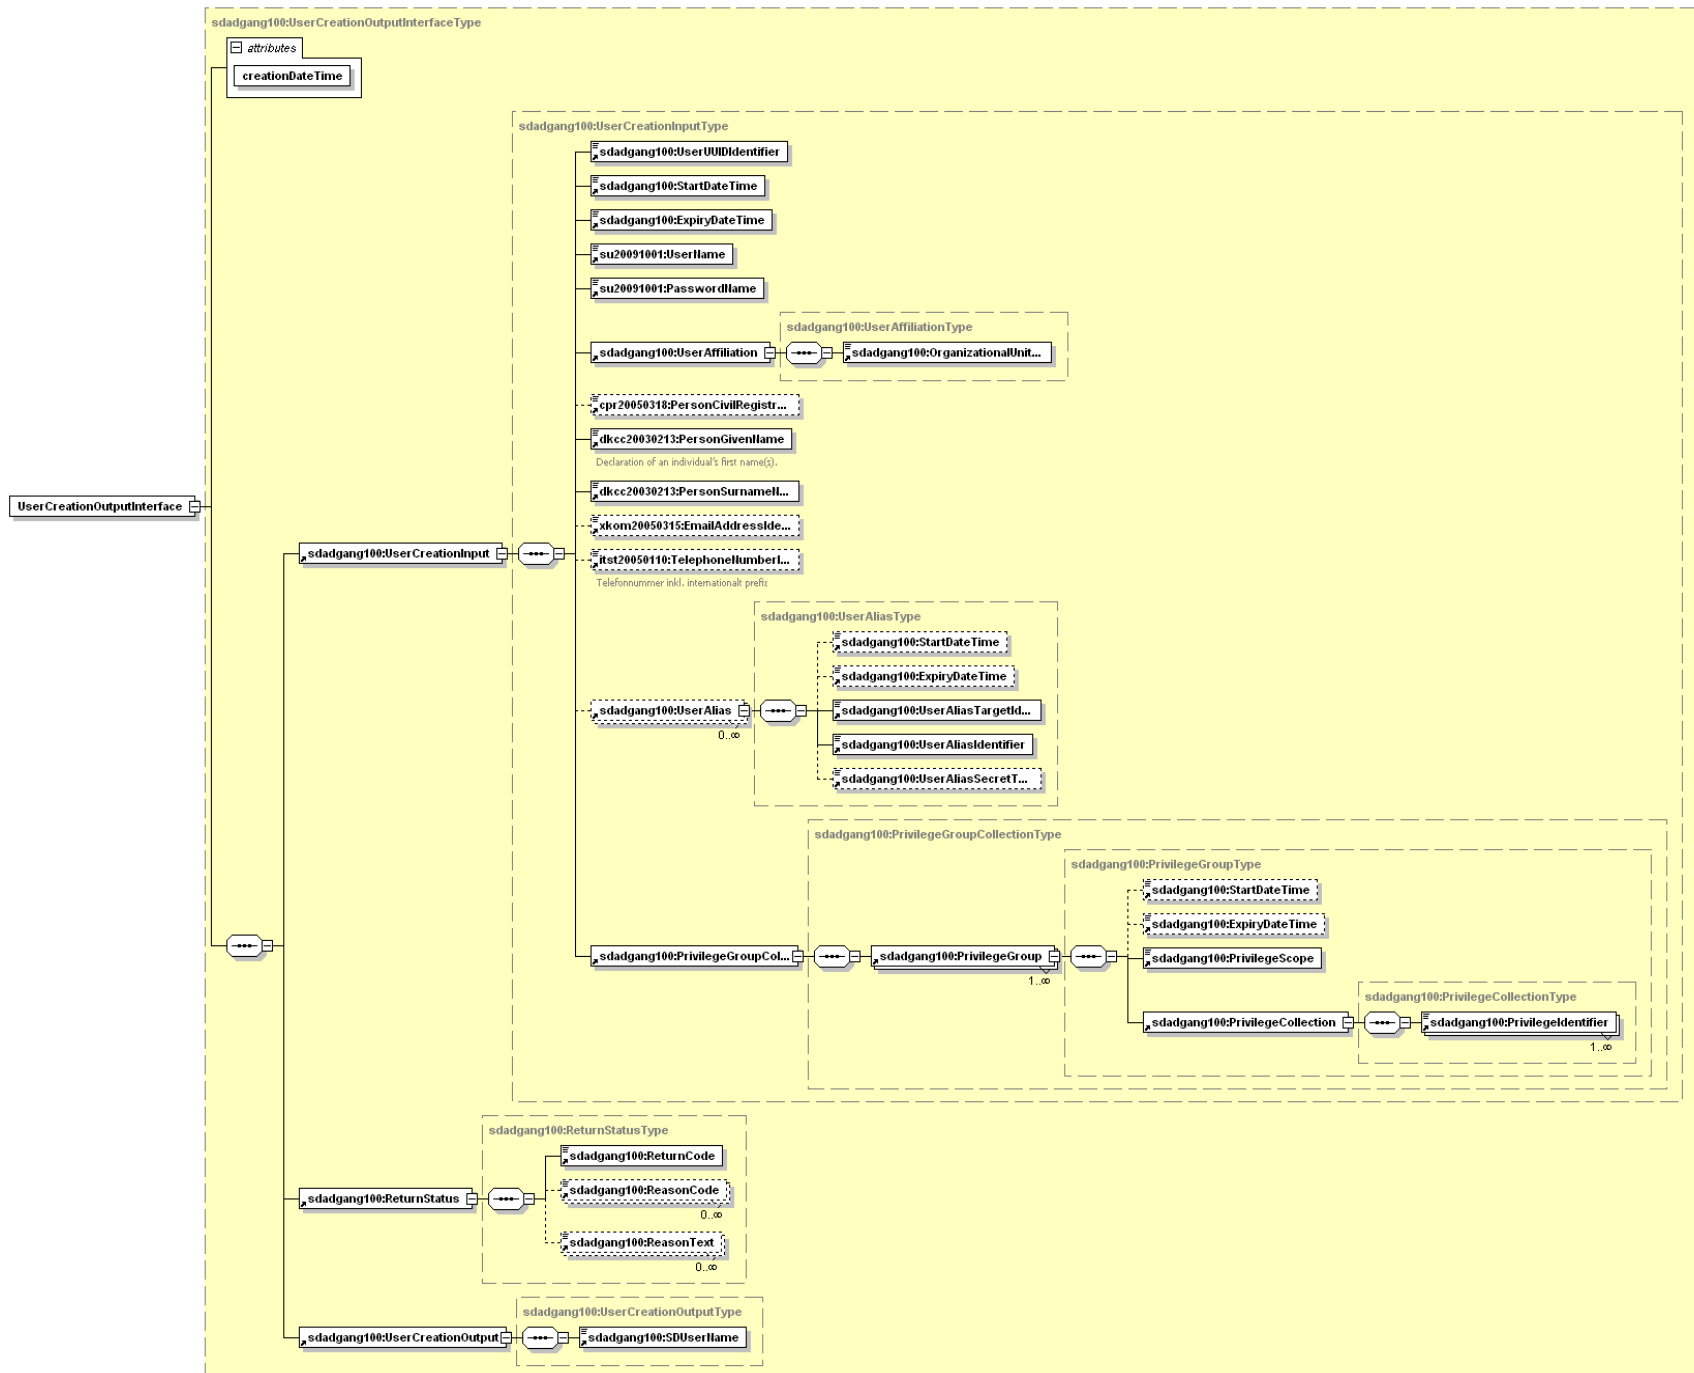 sdadgang100:UserCreationOutputInterfaceType
attributes
creationDateTime
sdadgang100:UserCreationInputType
sdadgang100:UserUUIDIdentifier
sdadgang100:StartDateTime
sdadgang100:ExpiryDateTime
su20091001:UserName
su20091001:PasswordName
sdadgang100:UserAffiliationType
sdadgang100:UserAffiliation
sdadgang100:OrganizationalUnit...
cpr20050318:PersonCivilRegistr...
dkcc20030213:PersonGivenName
Declaration of an individual's first name(s).
dkcc20030213:PersonSurnameN...
UserCreationOutputInterface
xkom20050315:EmailAddressIde...
sdadgang100:UserCreationInput
itst20050110:TelephoneNumberI...
Telefonnummer inkl. internationalt prefix
sdadgang100:UserAliasType
sdadgang100:StartDateTime
sdadgang100:ExpiryDateTime
sdadgang100:UserAlias
0..∞
sdadgang100:UserAliasTargetId...
sdadgang100:UserAliasIdentifier
sdadgang100:UserAliasSecretT...
sdadgang100:PrivilegeGroupCollectionType
sdadgang100:PrivilegeGroupType
sdadgang100:StartDateTime
sdadgang100:ExpiryDateTime
sdadgang100:PrivilegeGroupCol...
sdadgang100:PrivilegeGroup
1..∞
sdadgang100:PrivilegeScope
sdadgang100:PrivilegeCollectionType
sdadgang100:PrivilegeCollection
sdadgang100:PrivilegeIdentifier
1..∞
sdadgang100:ReturnStatusType
sdadgang100:ReturnCode
sdadgang100:ReturnStatus
sdadgang100:ReasonCode
0..∞
sdadgang100:ReasonText
0..∞
sdadgang100:UserCreationOutputType
sdadgang100:UserCreationOutput
sdadgang100:SDUserName